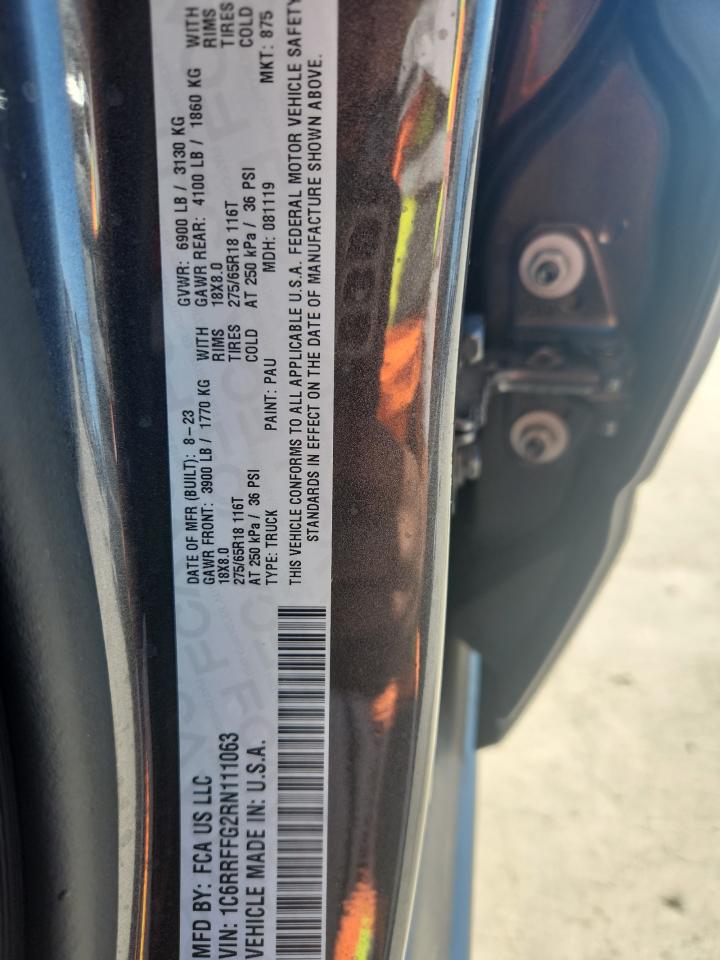 MFD BY: FCA US LLC
VIN: 1C6RRFFG2RN111063
VEHICLE MADE IN: U.S.A.
DATE OF MFR (BUILT): 8-23 GVWR: 6900 LB / 3130 KG
GAWR FRONT: 3900 LB / 1770 KG WITH GAWR REAR: 4100 LB / 1860 KG WITH
18X8.0 RIMS 18X8.0 RIMS
275/65R18 116T TIRES 275/65R18 116T TIRES
AT 250 kPa / 36 PSI COLD AT 250 kPa / 36 PSI COLD
TYPE: TRUCK PAINT: PAU MDH: 081119 MKT: 875
THIS VEHICLE CONFORMS TO ALL APPLICABLE U.S.A. FEDERAL MOTOR VEHICLE SAFETY
STANDARDS IN EFFECT ON THE DATE OF MANUFACTURE SHOWN ABOVE.